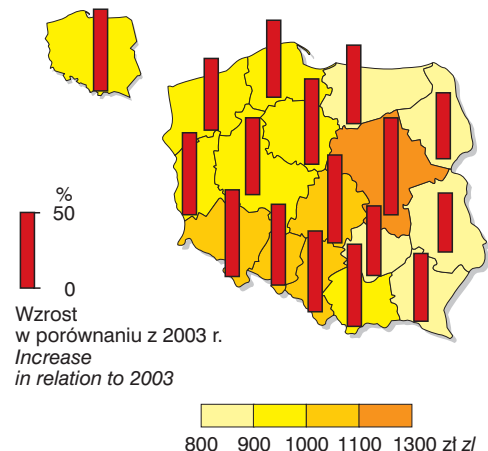 %
50
0
Wzrost
w porównaniu z 2003 r.
Increase
in relation to 2003
800 900 1000 1100 1300 zł zl